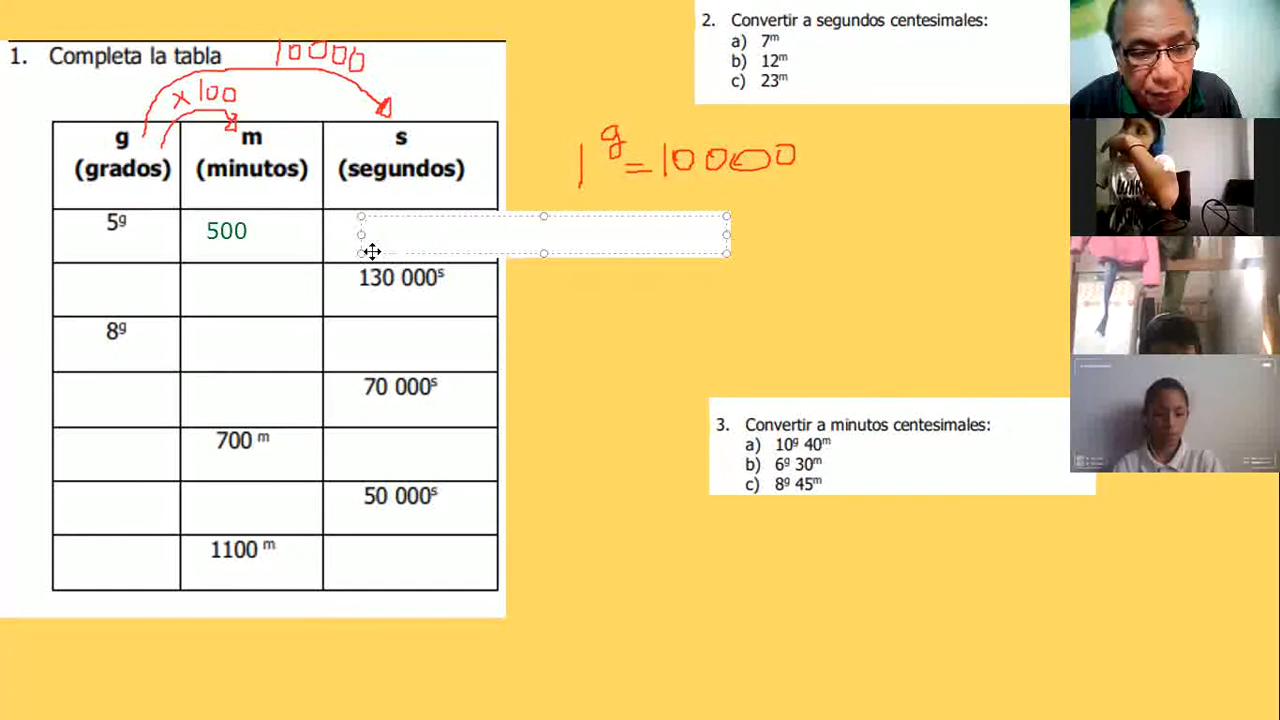 1. Completa la tabla
10000
x 100
g (grados) m (minutos) s (segundos)
5g 500
130 000s
8g
70 000s
700 m
50 000s
1100 m
1g = 10000
2. Convertir a segundos centesimales:
a) 7m
b) 12m
c) 23m
3. Convertir a minutos centesimales:
a) 10g 40m
b) 6g 30m
c) 8g 45m